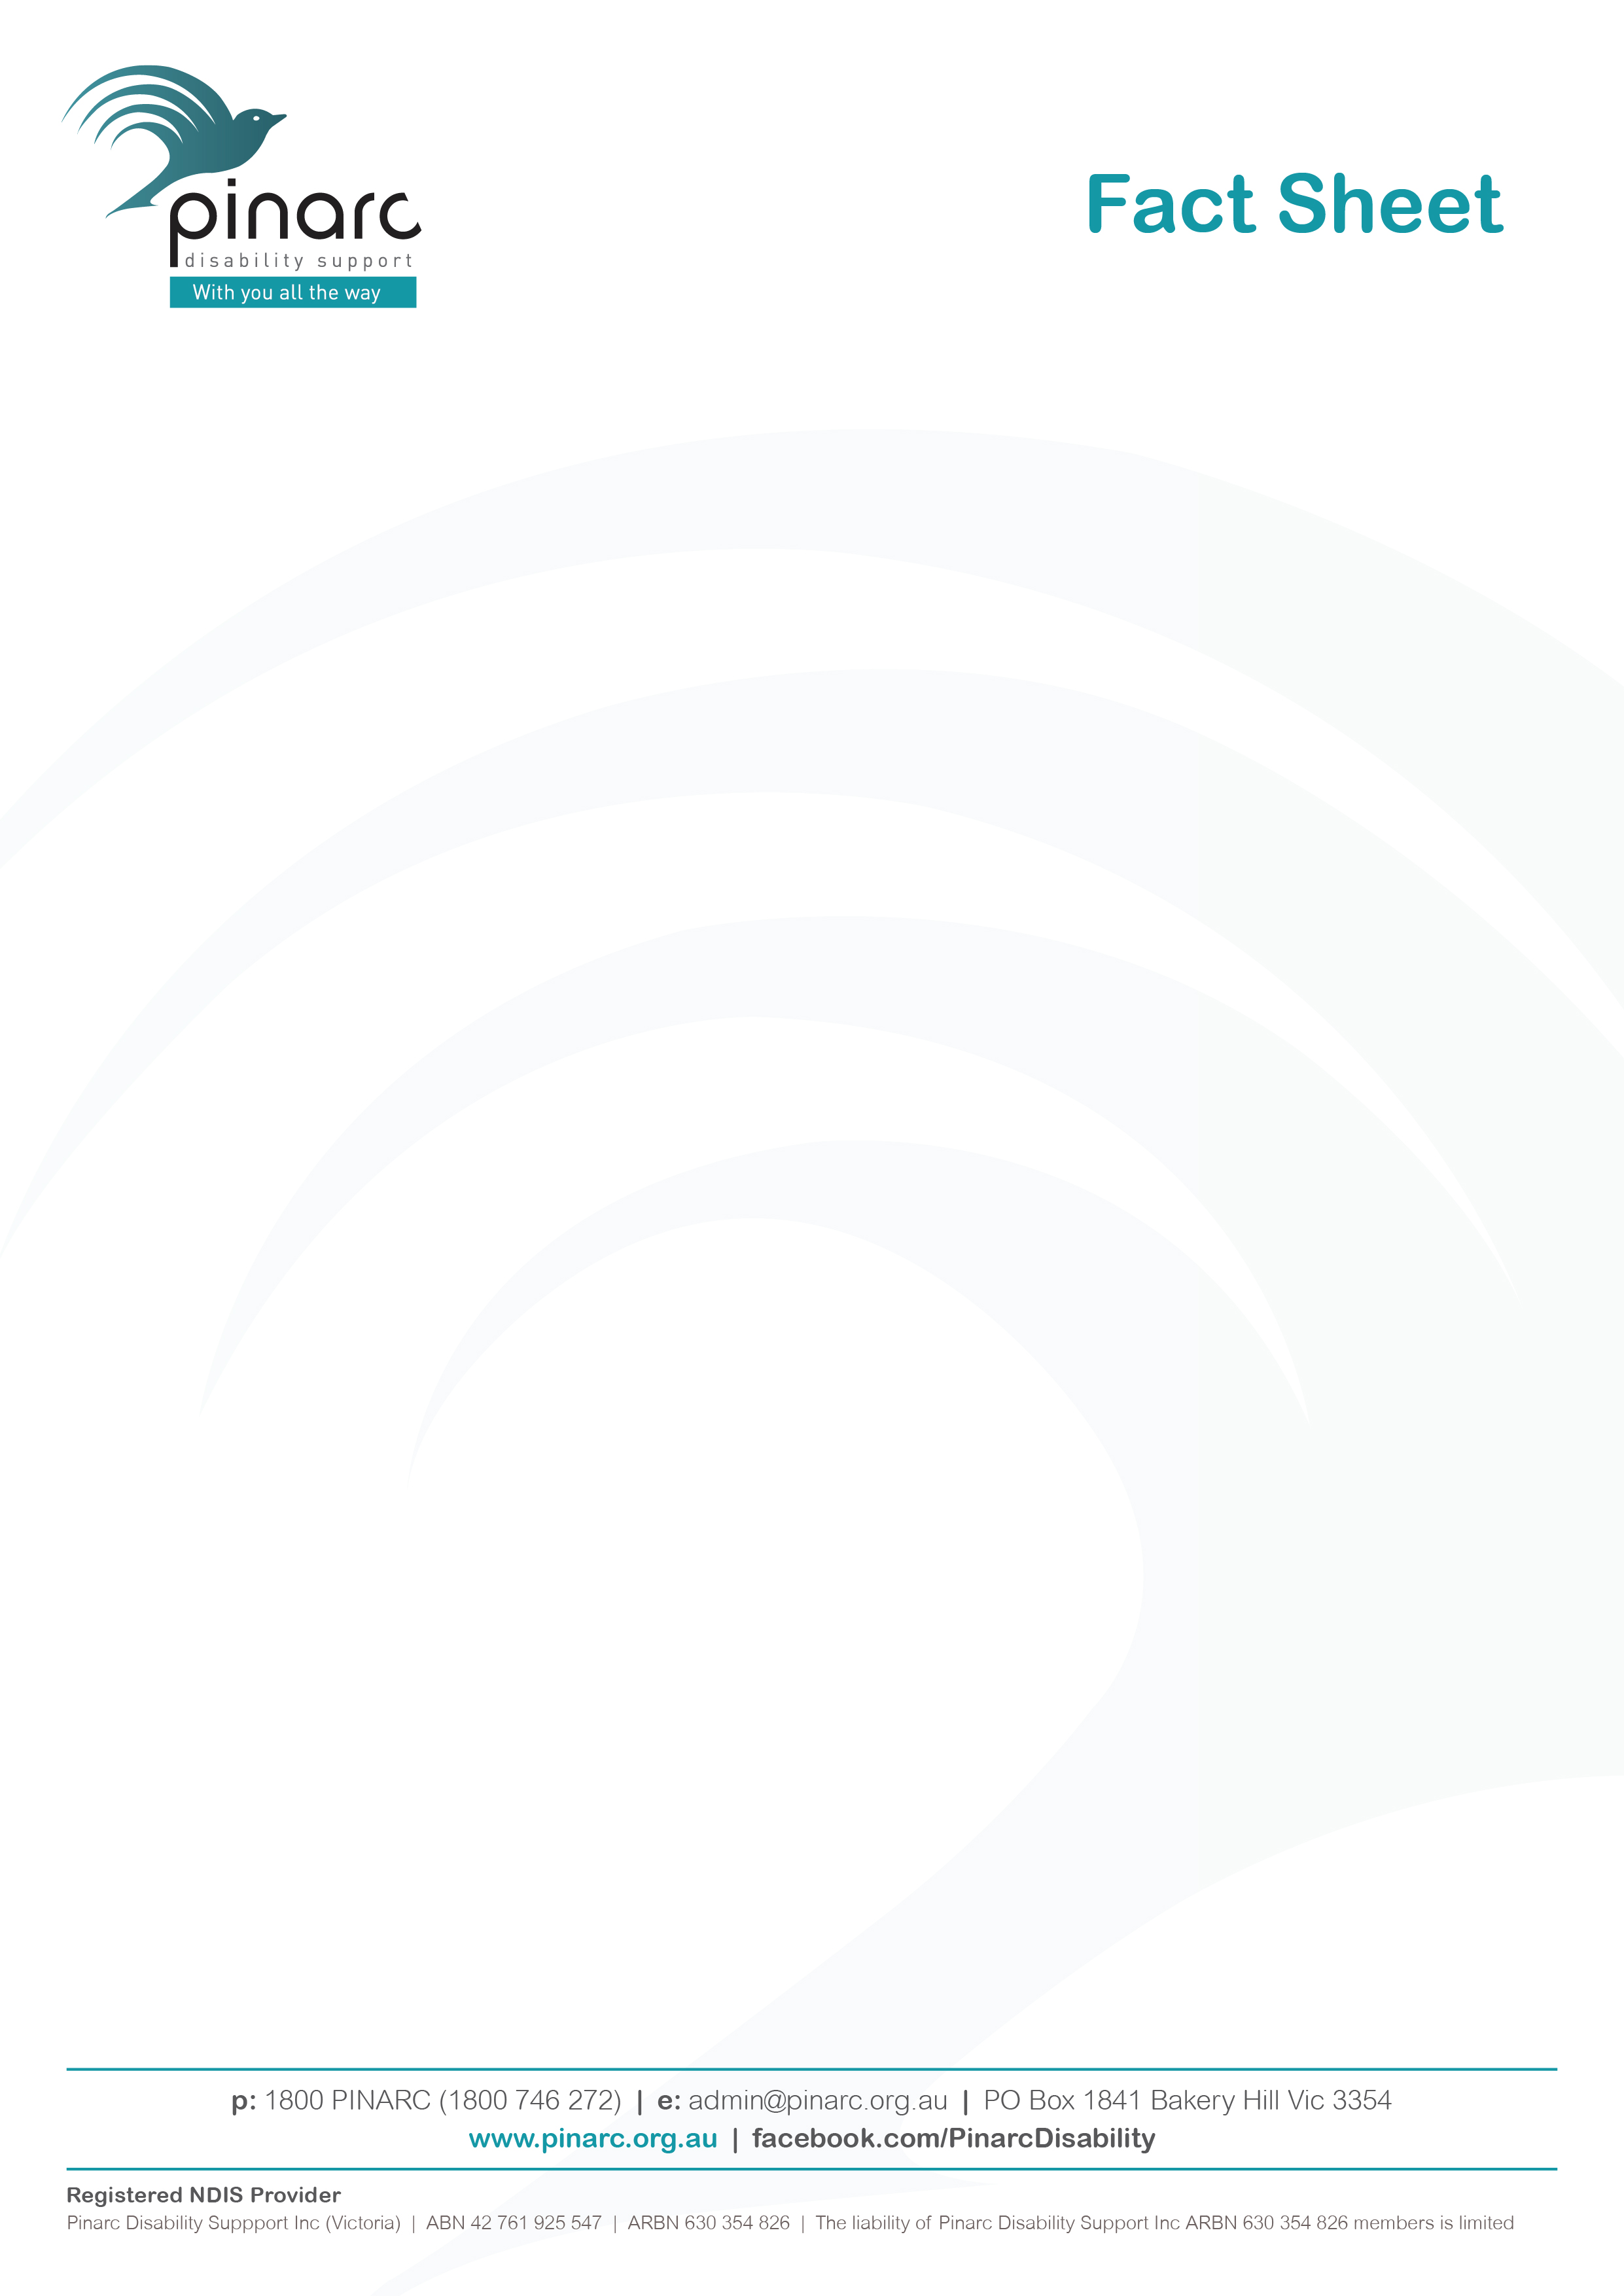 pinarc
disability support
With you all the way
Fact Sheet
p: 1800 PINARC (1800 746 272) | e: admin@pinarc.org.au | PO Box 1841 Bakery Hill Vic 3354
www.pinarc.org.au | facebook.com/PinarcDisability
Registered NDIS Provider
Pinarc Disability Suppport Inc (Victoria) | ABN 42 761 925 547 | ARBN 630 354 826 | The liability of Pinarc Disability Support Inc ARBN 630 354 826 members is limited